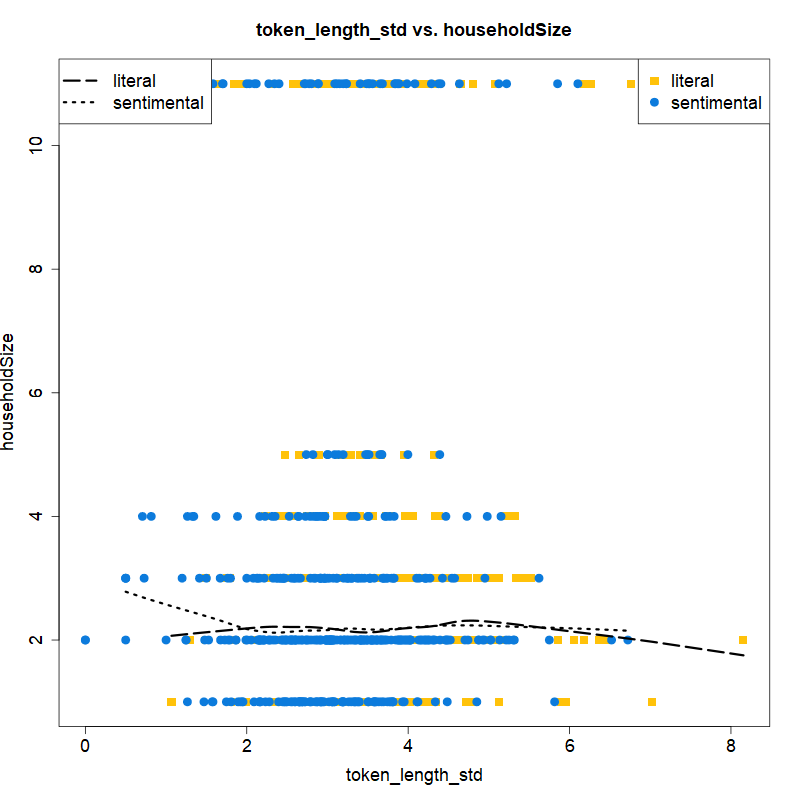 token_length_std vs. householdSize
literal
sentimental
literal
sentimental
householdSize
10
8
6
4
2
0 2 4 6 8
token_length_std